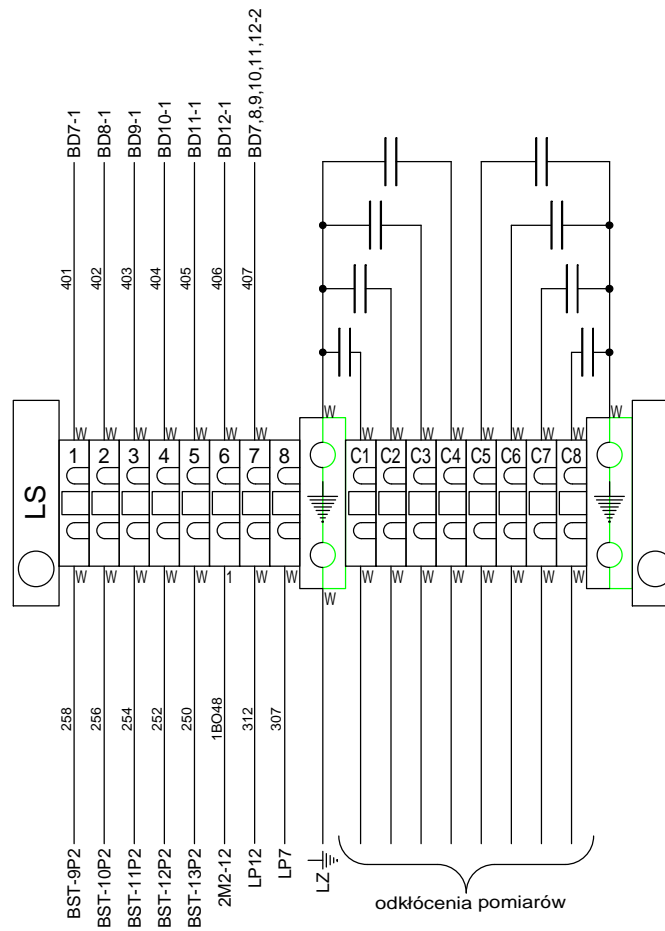 BD7-1
BD8-1
BD9-1
BD10-1
BD11-1
BD12-1
BD7,8,9,10,11,12-2
401
402
403
404
405
406
407
W W W W W W W W W W W W W W W W W
LS
1 2 3 4 5 6 7 8 C1 C2 C3 C4 C5 C6 C7 C8
W W W W W 1 W W W W W W W W W W W
258
256
254
252
250
1BO48
312
307
BST-9P2
BST-10P2
BST-11P2
BST-12P2
BST-13P2
2M2-12
LP12
LP7
LZ
odkłócenia pomiarów